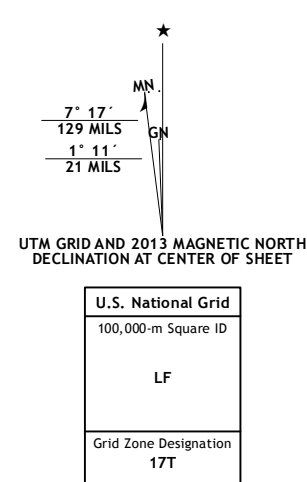 ★
MN.
7° 17´
129 MILS
GN
1° 11´
21 MILS
UTM GRID AND 2013 MAGNETIC NORTH
DECLINATION AT CENTER OF SHEET
U.S. National Grid
100,000-m Square ID
LF
Grid Zone Designation
17T